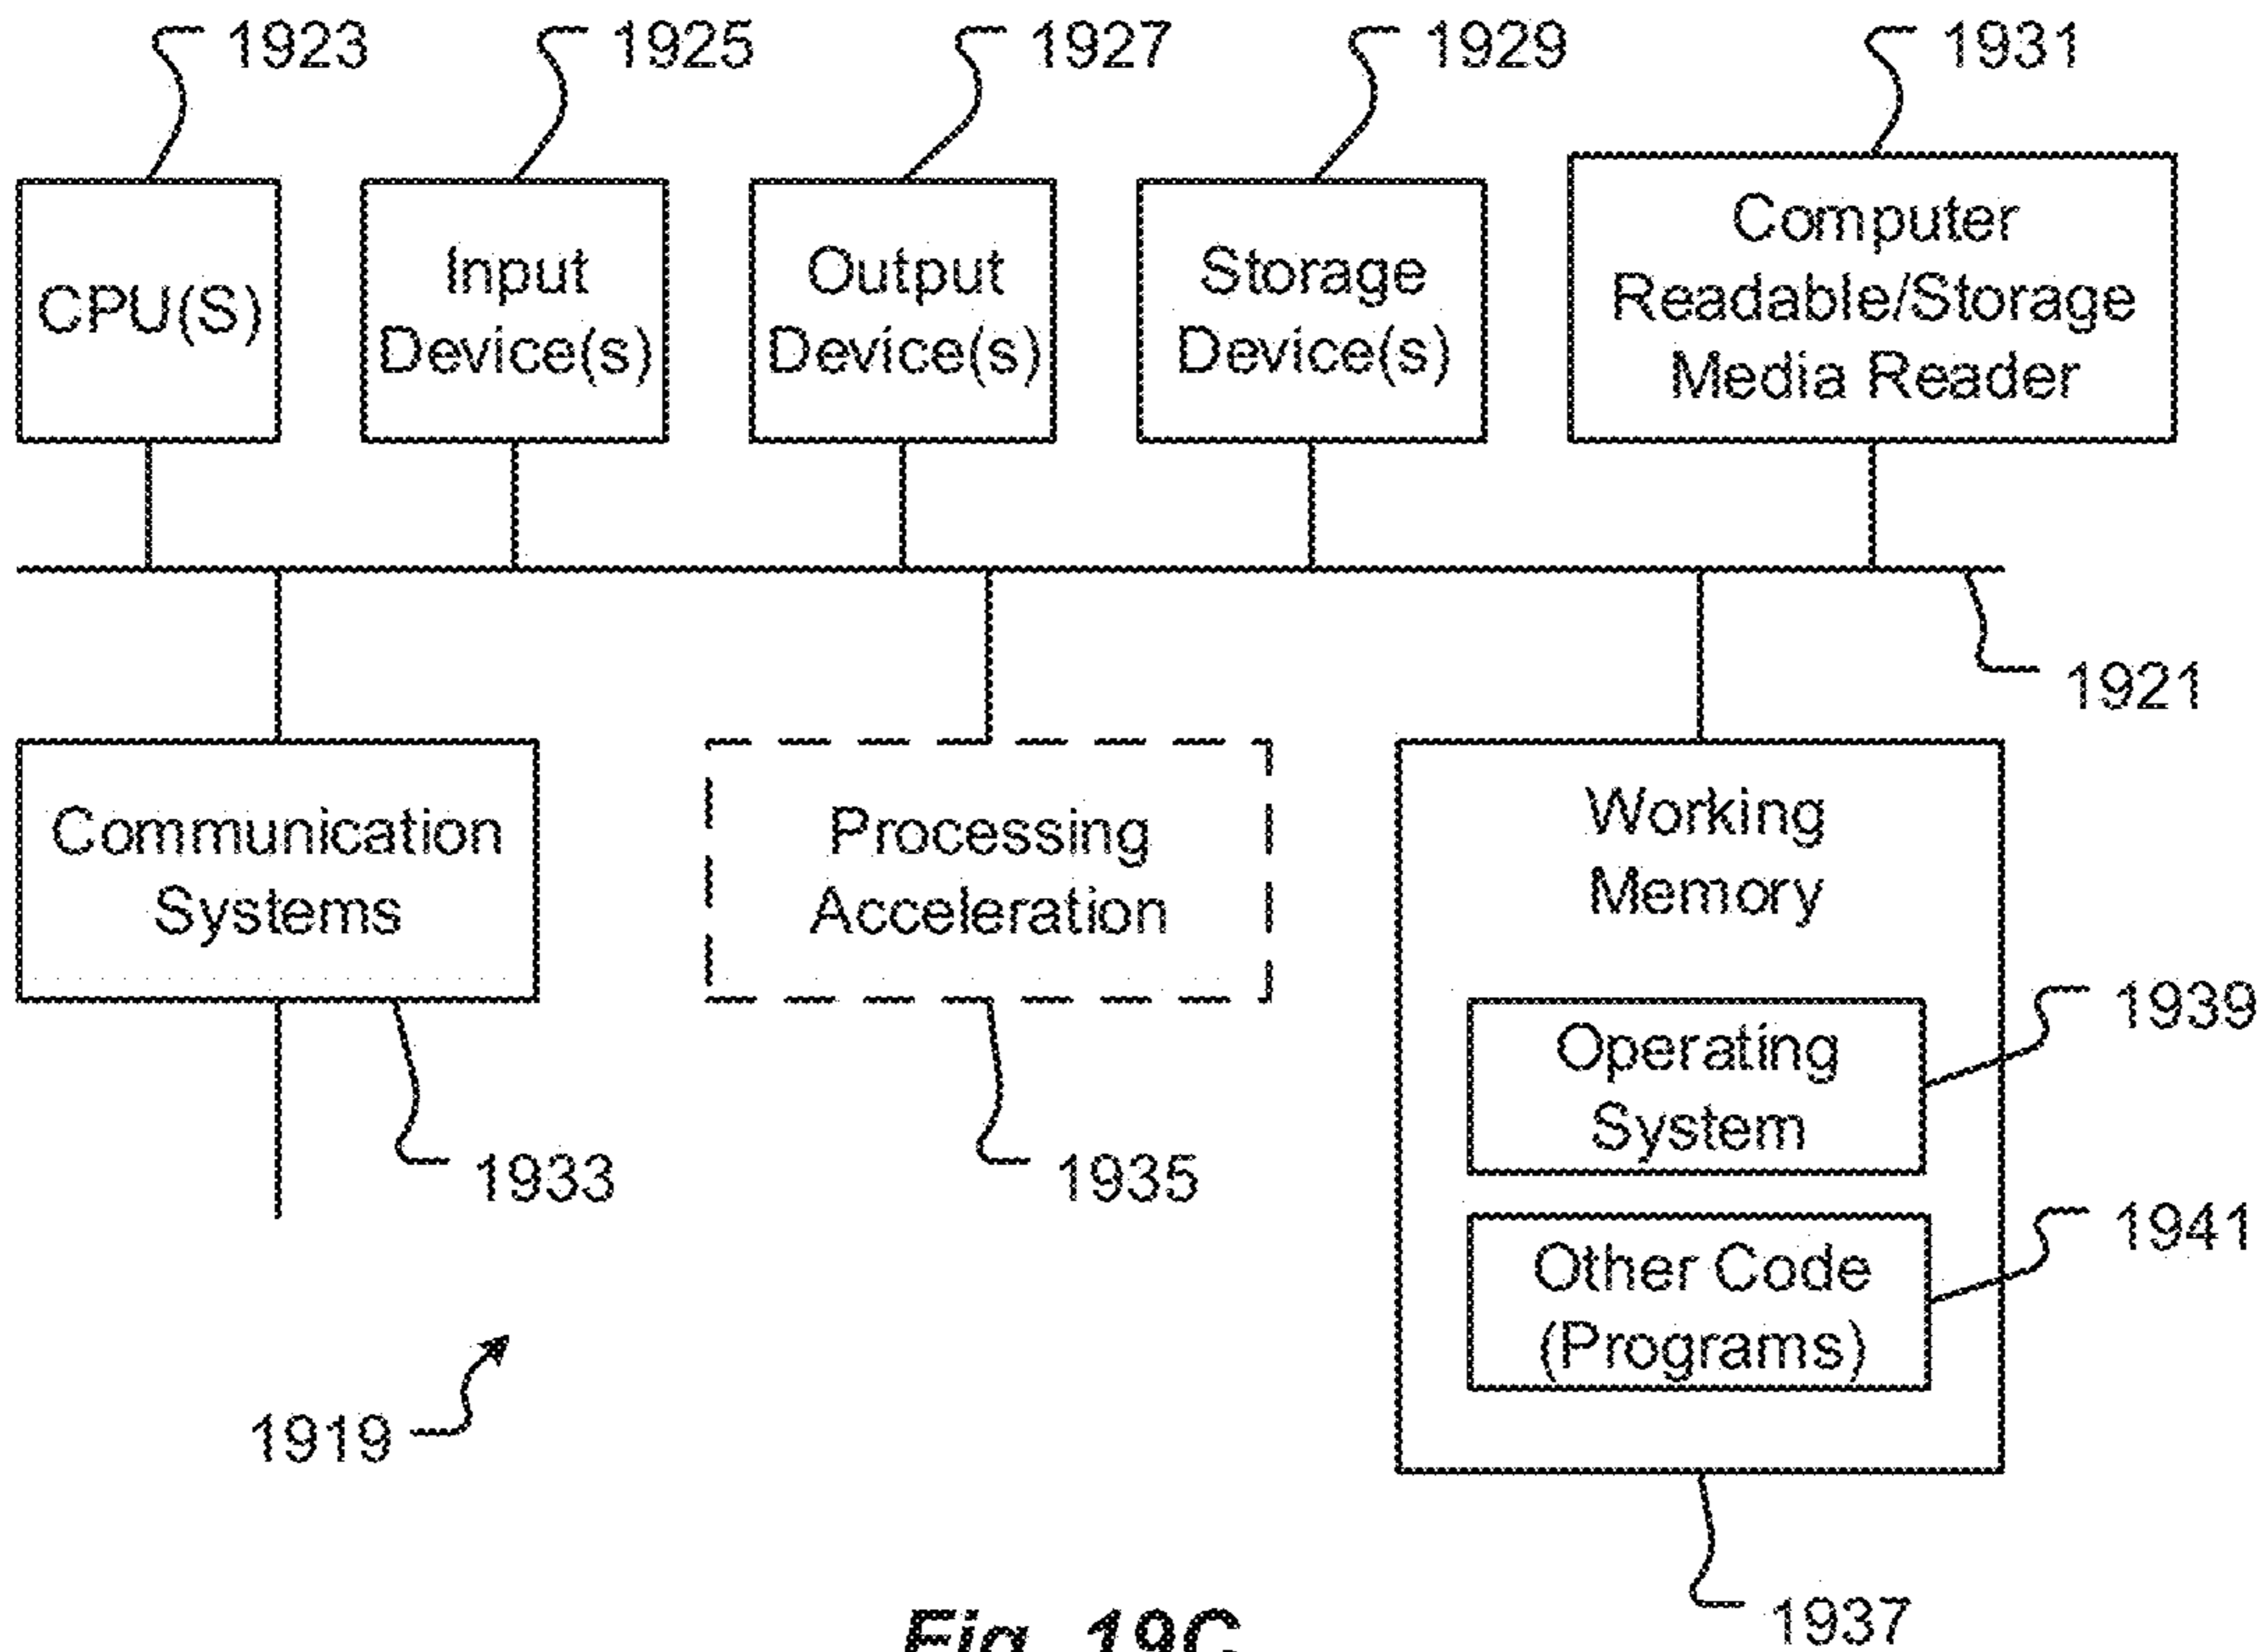 1923
1925
1927
1929
1931
CPU(S)
Input
Device(s)
Output
Device(s)
Storage
Device(s)
Computer
Readable/Storage
Media Reader
1921
Communication
Systems
Processing
Acceleration
Working
Memory
Operating
System
1939
1933
1935
Other Code
(Programs)
1941
1919
1937
Fig. 19C